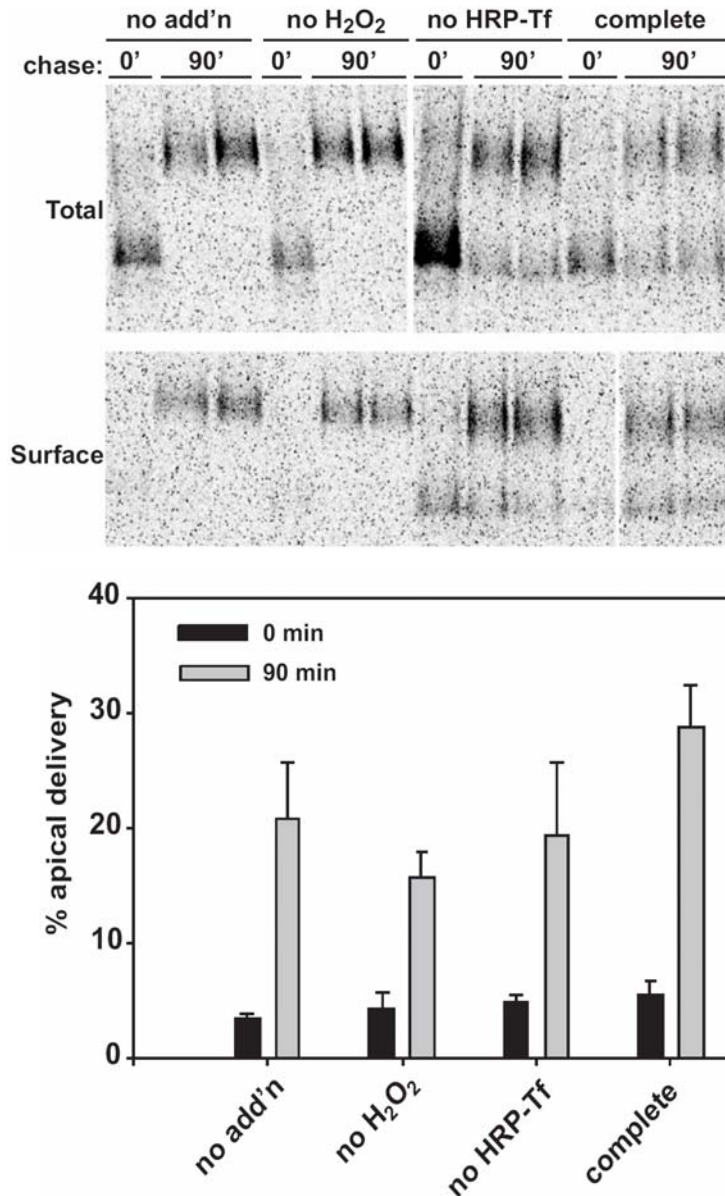 no add'n no H₂O₂ no HRP-Tf complete
chase: 0' 90' 0' 90' 0' 90' 0' 90'
Total
Surface
40
30
20
10
0
% apical delivery
0 min
90 min
no add'n
no H₂O₂
no HRP-Tf
complete